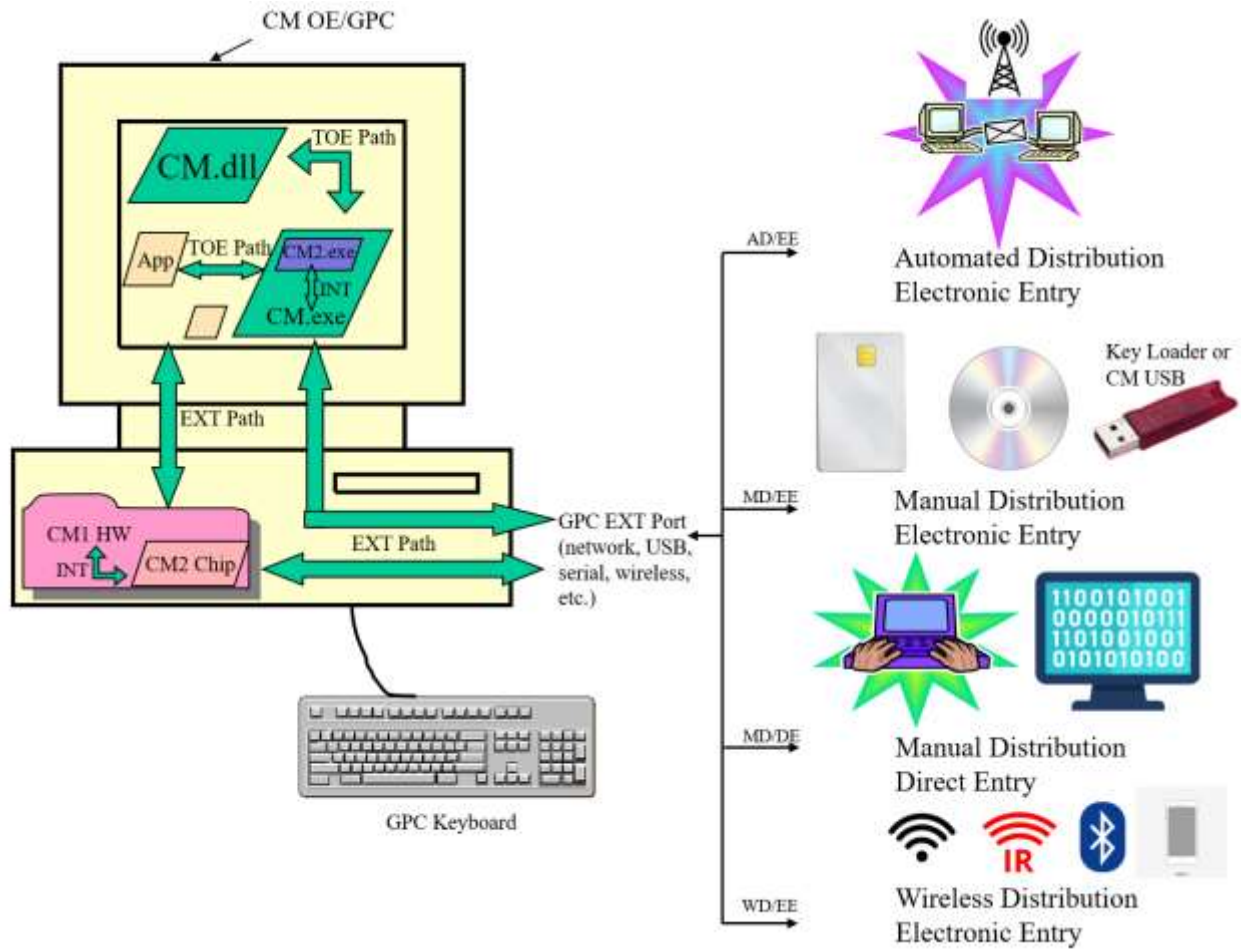 CM OE/GPC
TOE Path
CM.dll
TOE Path
App
CM2.exe
INT
CM.exe
EXT Path
CM1 HW
INT
CM2 Chip
EXT Path
GPC EXT Port
(network, USB,
serial, wireless,
etc.)
GPC Keyboard
AD/EE
Automated Distribution
Electronic Entry
Key Loader or
CM USB
MD/EE
Manual Distribution
Electronic Entry
1100101001
0000010111
1101001001
0101010100
MD/DE
Manual Distribution
Direct Entry
IR
WD/EE
Wireless Distribution
Electronic Entry